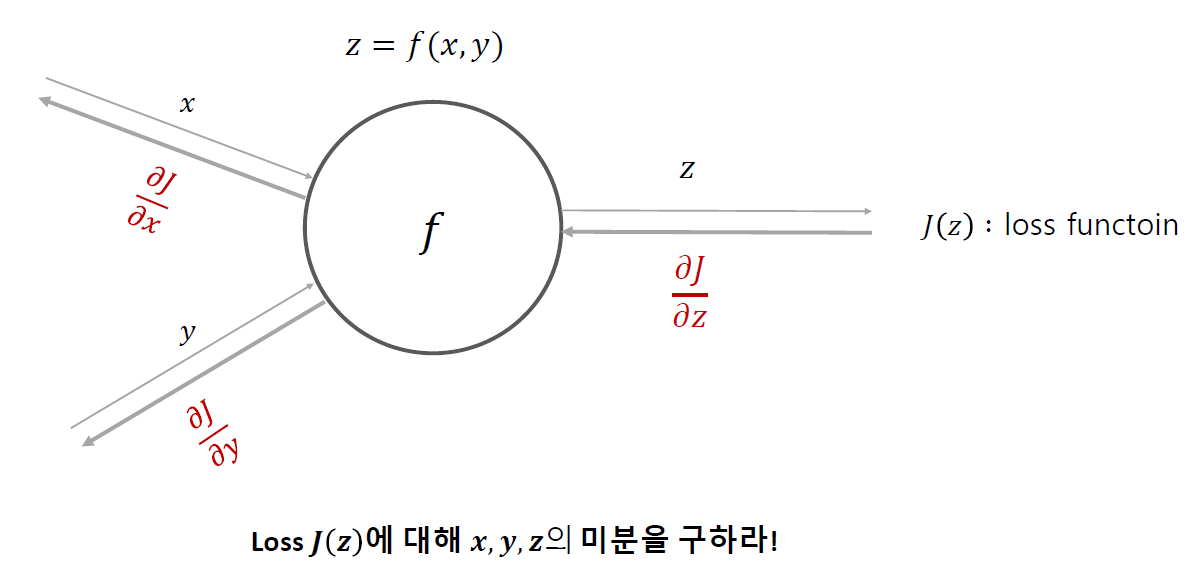 z = f(x, y)
x
∂J/∂x
z
f
J(z) : loss functoin
∂J/∂z
y
∂J/∂y
Loss J(z)에 대해 x, y, z의 미분을 구하라!